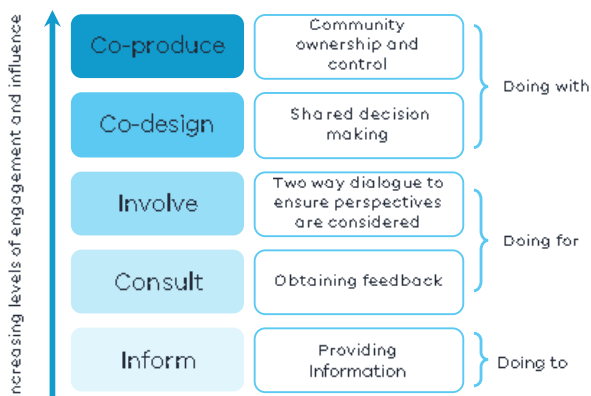 ncreasing levels of engagement and influence
Co-produce
Community
ownership and
control
Doing with
Co-design
Shared decision
making
Involve
Two way dialogue to
ensure perspectives
are considered
Doing for
Consult
Obtaining feedback
Inform
Providing
Information
Doing to